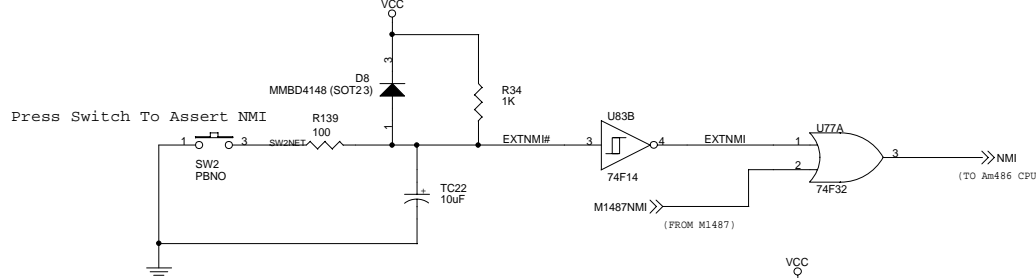 VCC
D8
MMBD4148 (SOT23)
3
1
R34
1K
Press Switch To Assert NMI
R139
100
1
3
SW2NET
SW2
PBNO
EXTNMI#
3
U83B
4
74F14
EXTNMI
U77A
1
2
3
74F32
NMI
(TO Am486 CPU
TC22
10uF
+
M1487NMI
(FROM M1487)
VCC